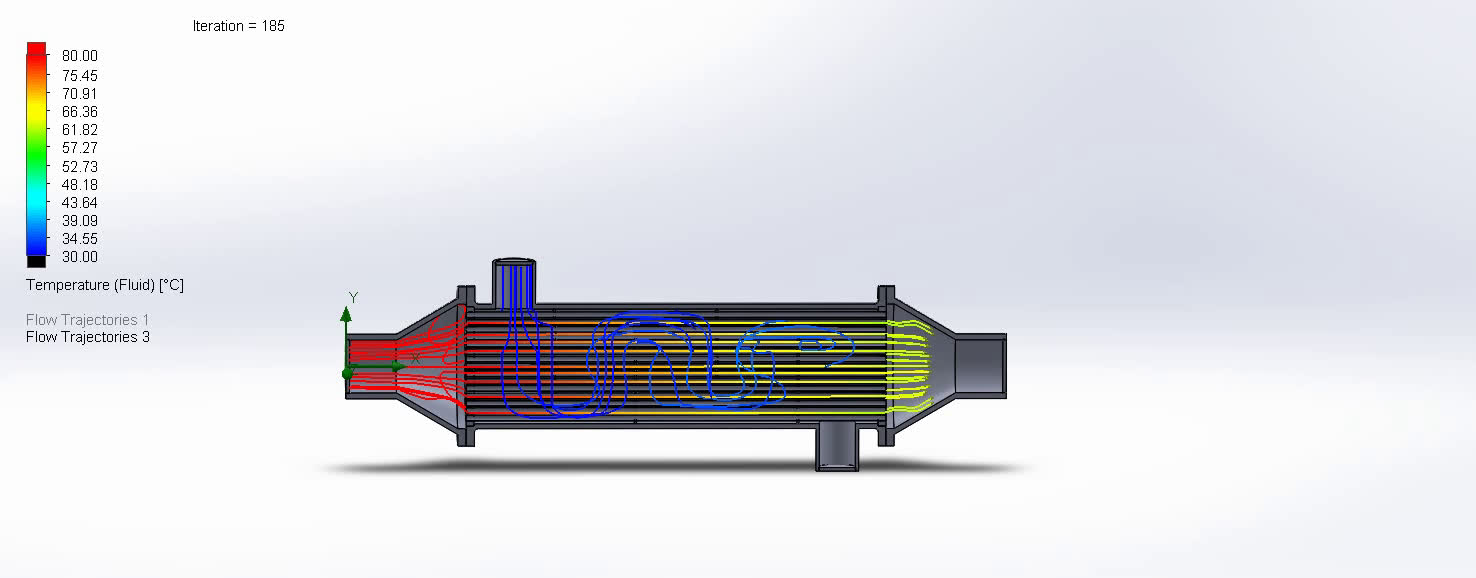 Iteration = 185
80.00
75.45
70.91
66.36
61.82
57.27
52.73
48.18
43.64
39.09
34.55
30.00
Temperature (Fluid) [°C]
Flow Trajectories 1
Flow Trajectories 3
Y
X